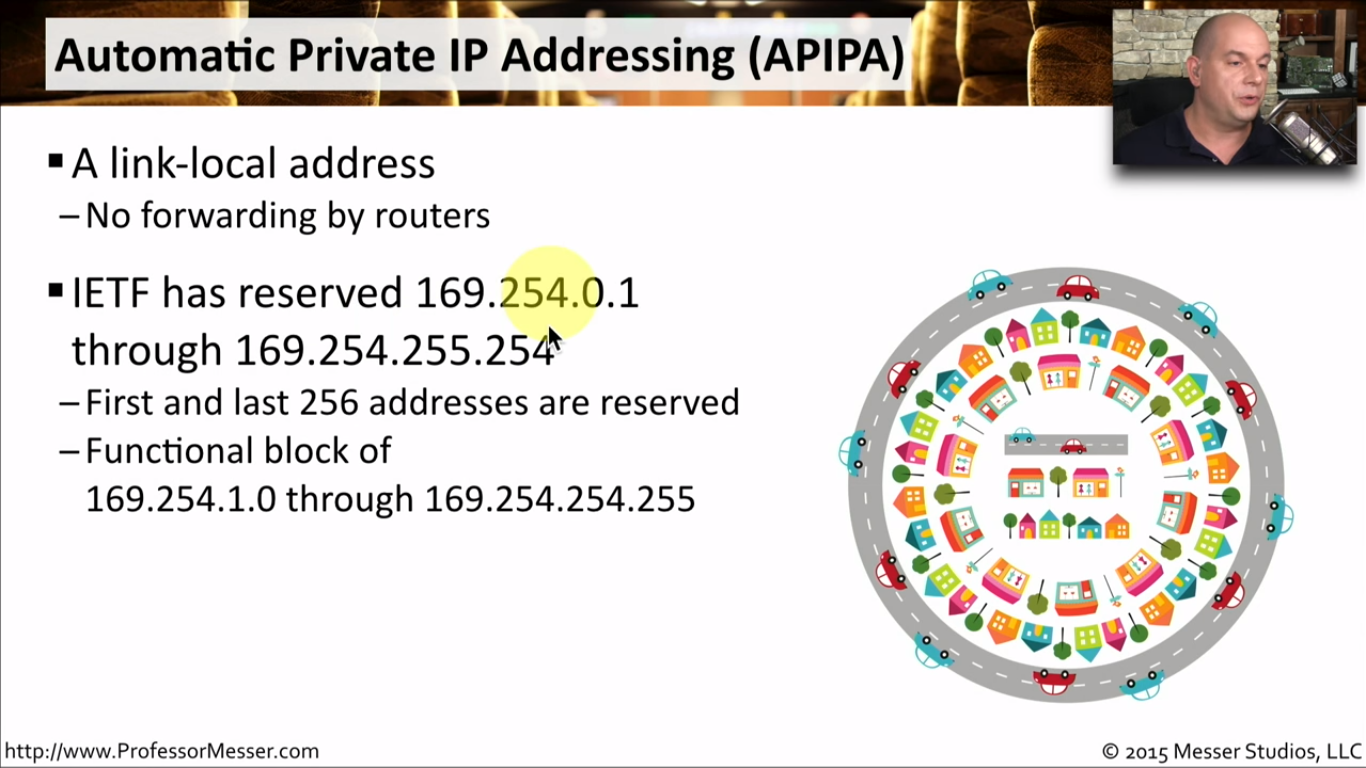 Automatic Private IP Addressing (APIPA)
▪ A link-local address
– No forwarding by routers
▪ IETF has reserved 169.254.0.1
through 169.254.255.254
– First and last 256 addresses are reserved
– Functional block of
169.254.1.0 through 169.254.254.255
http://www.ProfessorMesser.com
© 2015 Messer Studios, LLC